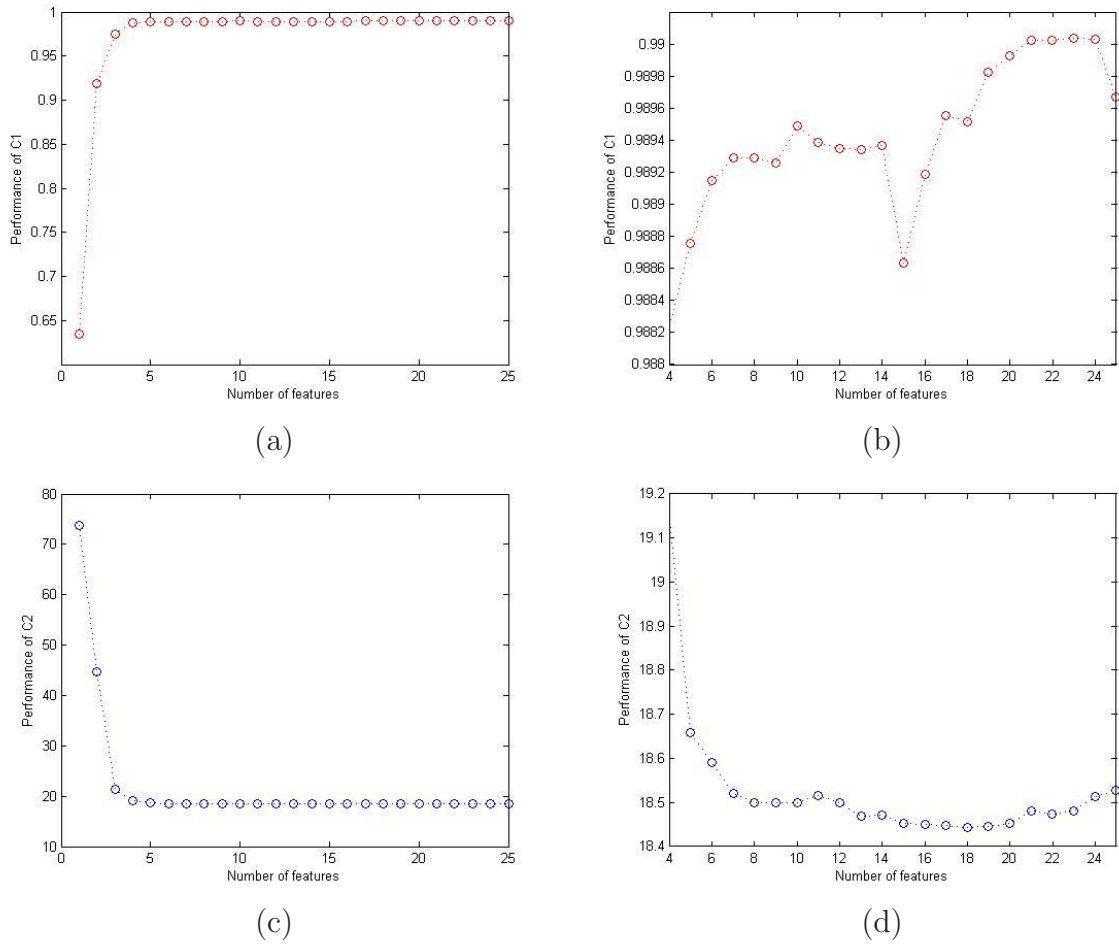 1
0.95
0.9
0.85
0.8
0.75
0.7
0.65
Performance of C1
0 5 10 15 20 25
Number of features
(a)
0.99
0.9898
0.9896
0.9894
0.9892
0.989
0.9888
0.9886
0.9884
0.9882
0.988
Performance of C1
4 6 8 10 12 14 16 18 20 22 24
Number of features
(b)
80
70
60
50
40
30
20
10
Performance of C2
0 5 10 15 20 25
Number of features
(c)
19.2
19.1
19
18.9
18.8
18.7
18.6
18.5
18.4
Performance of C2
4 6 8 10 12 14 16 18 20 22 24
Number of features
(d)